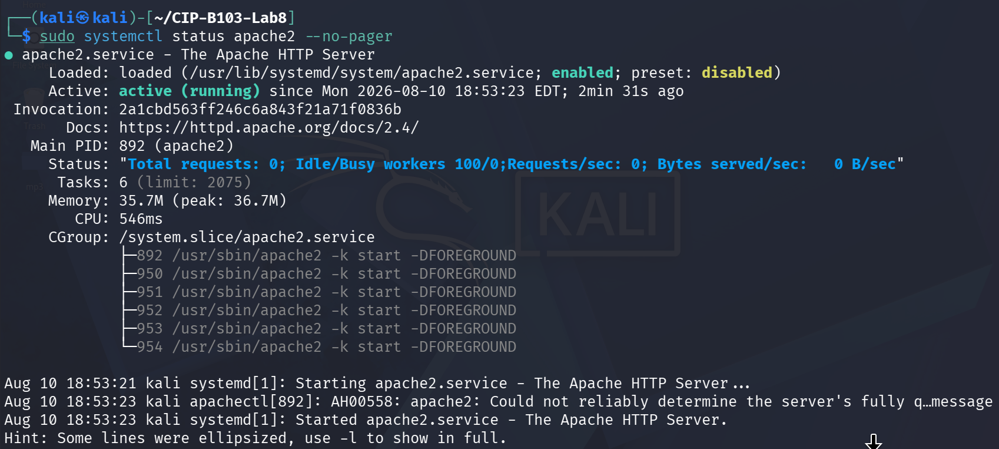 Home
┌──(kali㉿kali)-[~/CIP-B103-Lab8]
└─$ sudo systemctl status apache2 --no-pager
● apache2.service - The Apache HTTP Server
File System
     Loaded: loaded (/usr/lib/systemd/system/apache2.service; enabled; preset: disabled)
     Active: active (running) since Mon 2026-08-10 18:53:23 EDT; 2min 31s ago
 Invocation: 2a1cbd563ff246c6a843f21a71f0836b
Trash
       Docs: https://httpd.apache.org/docs/2.4/
   Main PID: 892 (apache2)
     Status: "Total requests: 0; Idle/Busy workers 100/0;Requests/sec: 0; Bytes served/sec:   0 B/sec"
      Tasks: 6 (limit: 2075)
mp3
     Memory: 35.7M (peak: 36.7M)
        CPU: 546ms
KALI
     CGroup: /system.slice/apache2.service
             ├─892 /usr/sbin/apache2 -k start -DFOREGROUND
             ├─950 /usr/sbin/apache2 -k start -DFOREGROUND
             ├─951 /usr/sbin/apache2 -k start -DFOREGROUND
             ├─952 /usr/sbin/apache2 -k start -DFOREGROUND
             ├─953 /usr/sbin/apache2 -k start -DFOREGROUND
             └─954 /usr/sbin/apache2 -k start -DFOREGROUND
Aug 10 18:53:21 kali systemd[1]: Starting apache2.service - The Apache HTTP Server...
Aug 10 18:53:23 kali apachectl[892]: AH00558: apache2: Could not reliably determine the server's fully q…message
Aug 10 18:53:23 kali systemd[1]: Started apache2.service - The Apache HTTP Server.
Hint: Some lines were ellipsized, use -l to show in full.